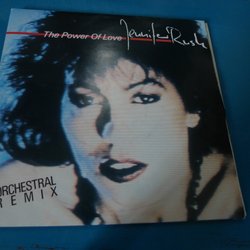 The Power Of Love Jennifer Rush
ORCHESTRAL
REMIX